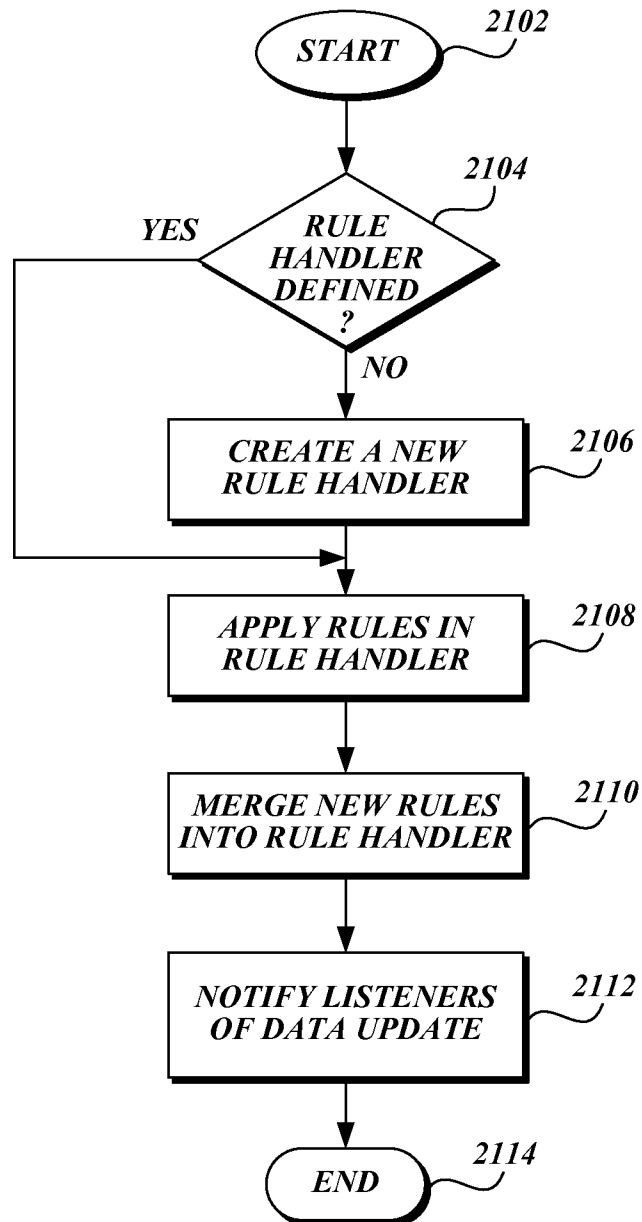 START
2102
2104
YES
RULE
HANDLER
DEFINED
?
NO
CREATE A NEW
RULE HANDLER
2106
APPLY RULES IN
RULE HANDLER
2108
MERGE NEW RULES
INTO RULE HANDLER
2110
NOTIFY LISTENERS
OF DATA UPDATE
2112
END
2114